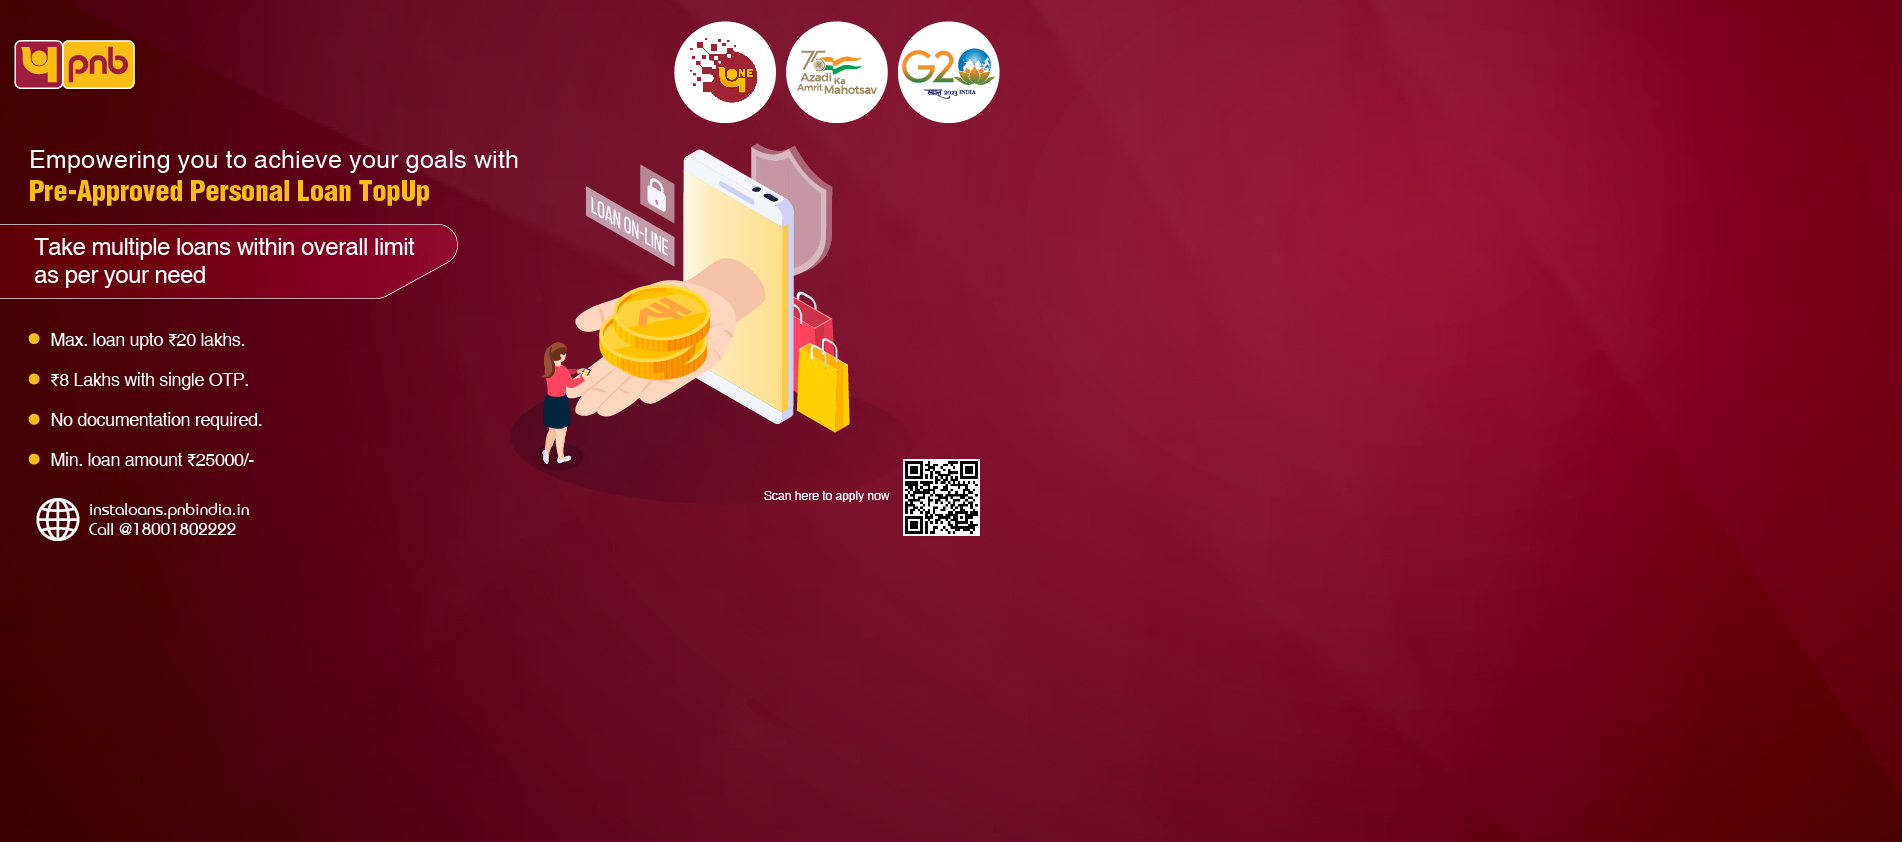 पpnb
पNE
75
Azadi Ka
Amrit Mahotsav
G20
भारत 2023 INDIA
Empowering you to achieve your goals with
Pre-Approved Personal Loan TopUp
Take multiple loans within overall limit
as per your need
LOAN ON-LINE
Max. loan upto ₹20 lakhs.
₹8 Lakhs with single OTP.
No documentation required.
Min. loan amount ₹25000/-
instaloans.pnbindia.in
Call @18001802222
Scan here to apply now